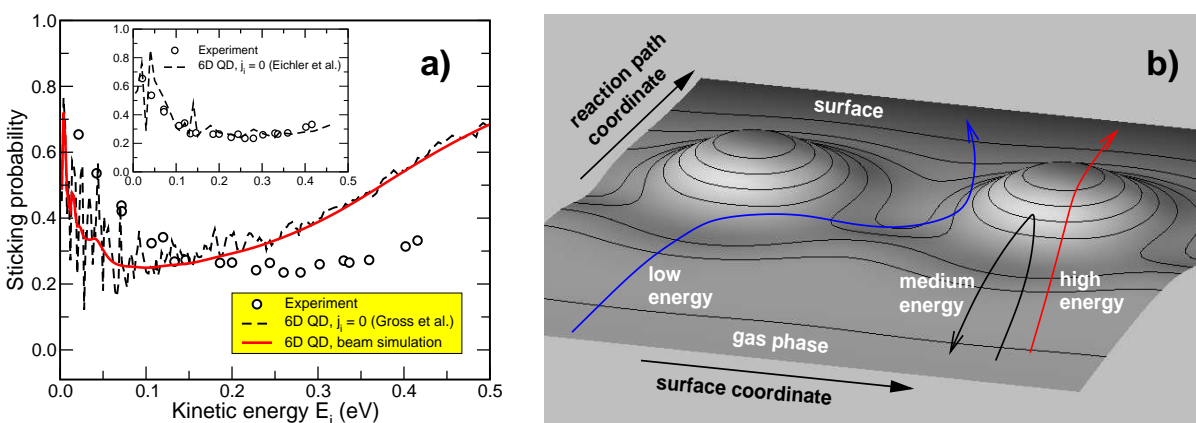 a)
1.0
0.8
0.6
0.4
0.2
0.0
Sticking probability
0.0 0.1 0.2 0.3 0.4 0.5
Kinetic energy E_i (eV)
1.0
0.8
0.6
0.4
0.2
0.0
0.0 0.1 0.2 0.3 0.4 0.5
Experiment
6D QD, j_i = 0 (Eichler et al.)
Experiment
6D QD, j_i = 0 (Gross et al.)
6D QD, beam simulation
b)
reaction path
coordinate
surface
low
energy
medium
energy
high
energy
gas phase
surface coordinate